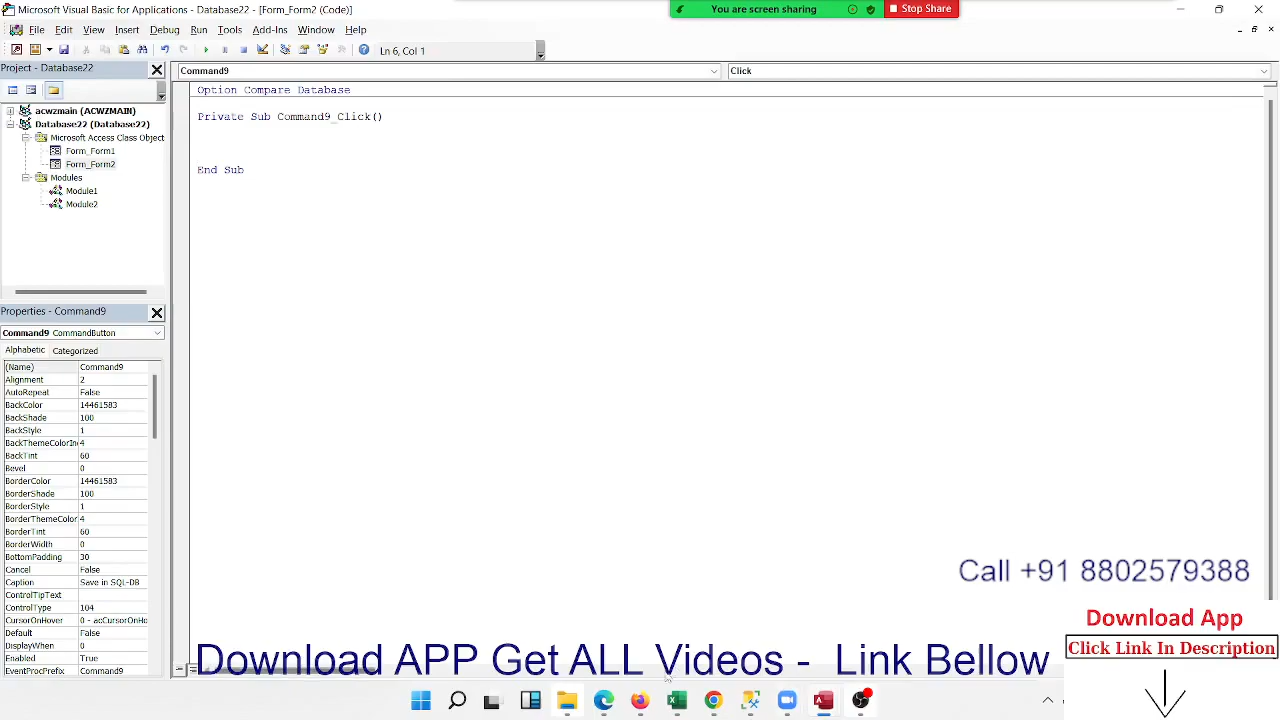 Microsoft Visual Basic for Applications - Database22 - [Form_Form2 (Code)]
You are screen sharing
Stop Share
File Edit View Insert Debug Run Tools Add-Ins Window Help
Ln 6, Col 1
Project - Database22
Command9
Click
acwzmain (ACWZMAIN)
Database22 (Database22)
Microsoft Access Class Object
Form_Form1
Form_Form2
Modules
Module1
Module2
Option Compare Database
Private Sub Command9_Click()
End Sub
Properties - Command9
Command9 CommandButton
Alphabetic Categorized
(Name) Command9
Alignment 2
AutoRepeat False
BackColor 14461583
BackShade 100
BackStyle 1
BackThemeColorIn 4
BackTint 60
Bevel 0
BorderColor 14461583
BorderShade 100
BorderStyle 1
BorderThemeColor 4
BorderTint 60
BorderWidth 0
BottomPadding 30
Cancel False
Caption Save in SQL-DB
ControlTipText
ControlType 104
CursorOnHover 0 - acCursorOnHo
Default False
DisplayWhen 0
Enabled True
EventProcPrefix Command9
Call +91 8802579388
Download App
Click Link In Description
Download APP Get ALL Videos - Link Bellow